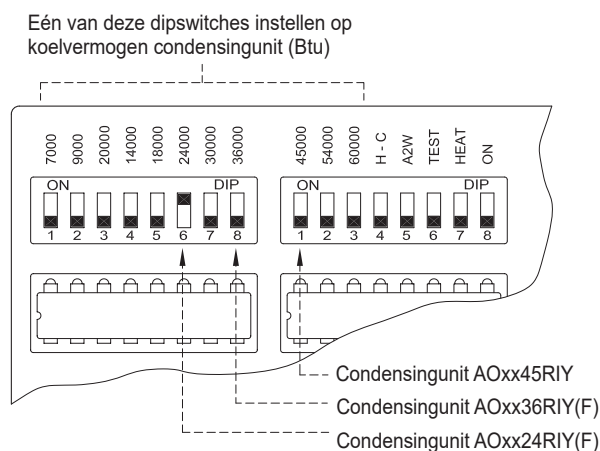 Eén van deze dipswitches instellen op
koelvermogen condensingunit (Btu)
7000 9000 20000 14000 18000 24000 30000 36000 45000 54000 60000 H - C A2W TEST HEAT ON
ON DIP ON DIP
1 2 3 4 5 6 7 8 1 2 3 4 5 6 7 8
Condensingunit AOxx45RIY
Condensingunit AOxx36RIY(F)
Condensingunit AOxx24RIY(F)